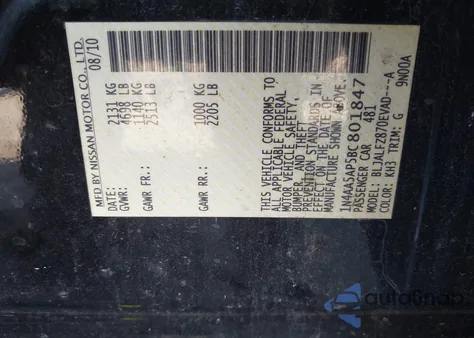 MFD BY NISSAN MOTOR CO., LTD.
DATE: 08/10
GVWR: 2131 KG
4698 LB
GAWR FR.: 1140 KG
2513 LB
GAWR RR.: 1000 KG
2205 LB
THIS VEHICLE CONFORMS TO
ALL APPLICABLE FEDERAL
MOTOR VEHICLE SAFETY,
BUMPER, AND THEFT
PREVENTION STANDARDS IN
EFFECT ON THE DATE OF
MANUFACTURE SHOWN ABOVE.
1N4AA5AP5BC801847
PASSENGER CAR 481
MODEL: BLJALFZ87UEVAD---A
COLOR: KH3 TRIM: G 9N00A
autoSnap